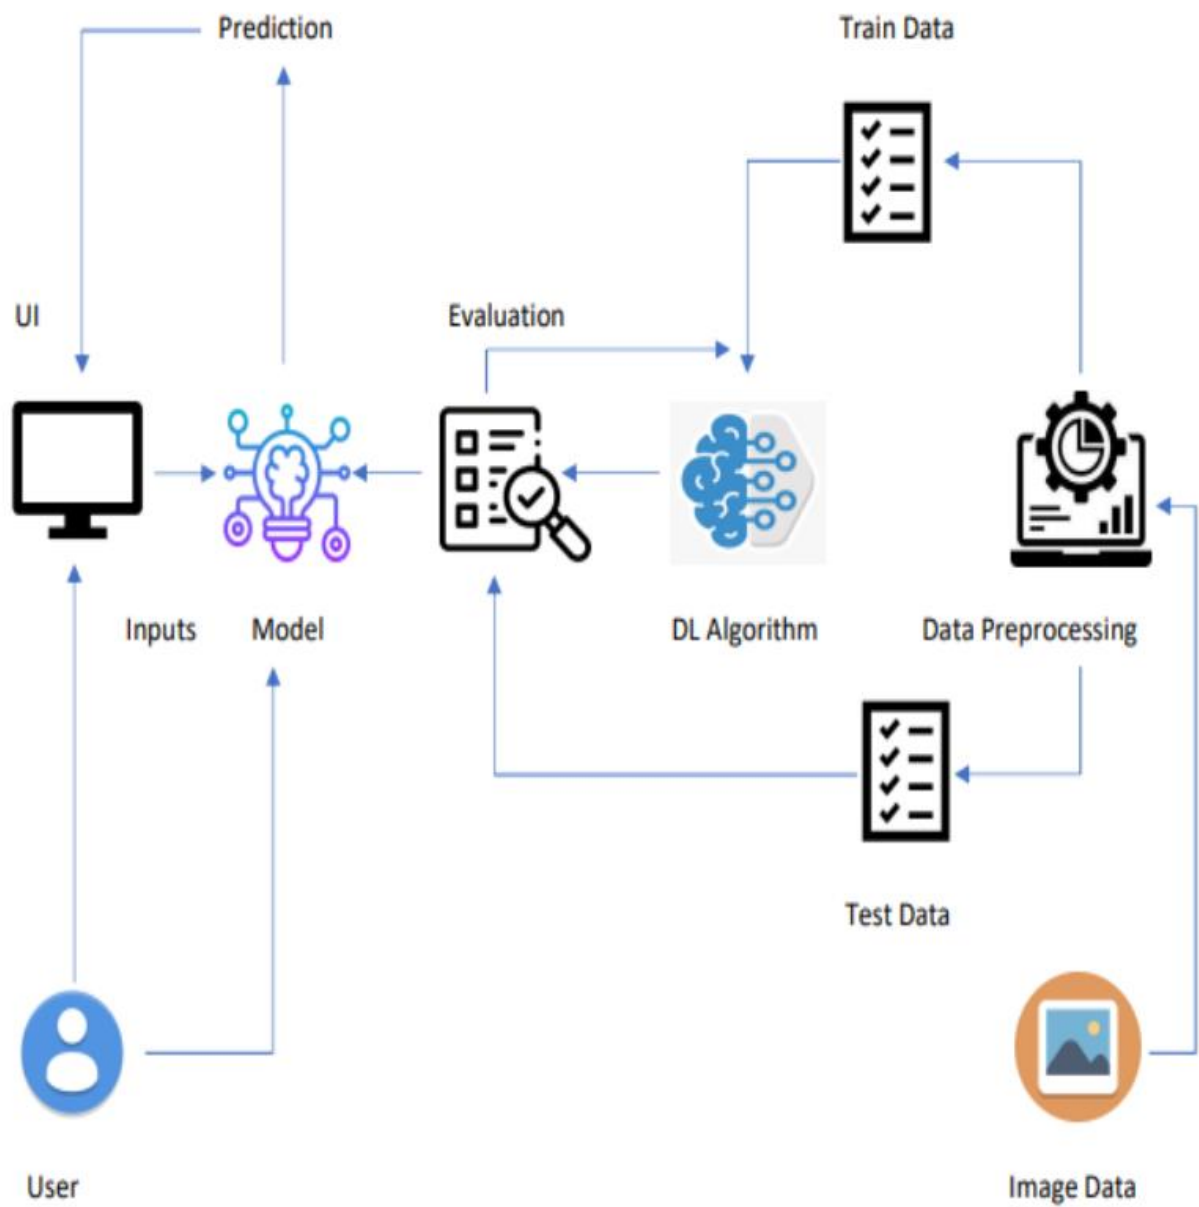 Prediction
Train Data
UI
Evaluation
Inputs
Model
DL Algorithm
Data Preprocessing
Test Data
User
Image Data